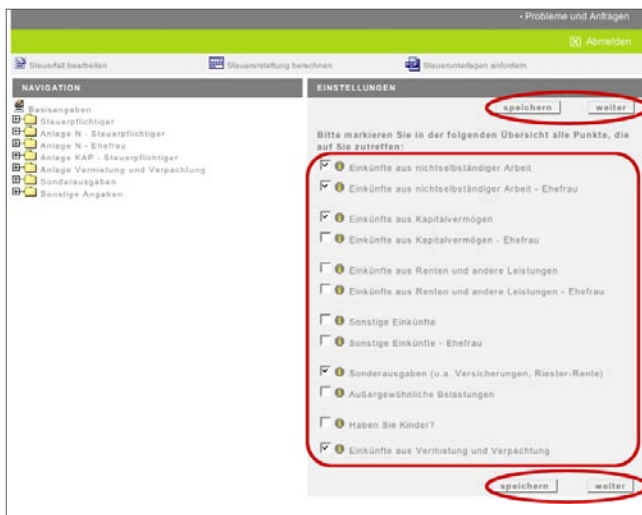 • Probleme und Anfragen
Abmelden
Steuerfall bearbeiten
Steuererstattung berechnen
Steuerunterlagen anfordern
NAVIGATION
Basisangaben
Steuerpflichtiger
Anlage N - Steuerpflichtiger
Anlage N - Ehefrau
Anlage KAP - Steuerpflichtiger
Anlage Vermietung und Verpachtung
Sonderausgaben
Sonstige Angaben
EINSTELLUNGEN
speichern weiter
Bitte markieren Sie in der folgenden Übersicht alle Punkte, die
auf Sie zutreffen:
Einkünfte aus nichtselbständiger Arbeit
Einkünfte aus nichtselbständiger Arbeit - Ehefrau
Einkünfte aus Kapitalvermögen
Einkünfte aus Kapitalvermögen - Ehefrau
Einkünfte aus Renten und andere Leistungen
Einkünfte aus Renten und andere Leistungen - Ehefrau
Sonstige Einkünfte
Sonstige Einkünfte - Ehefrau
Sonderausgaben (u.a. Versicherungen, Riester-Rente)
Außergewöhnliche Belastungen
Haben Sie Kinder?
Einkünfte aus Vermietung und Verpachtung
speichern weiter